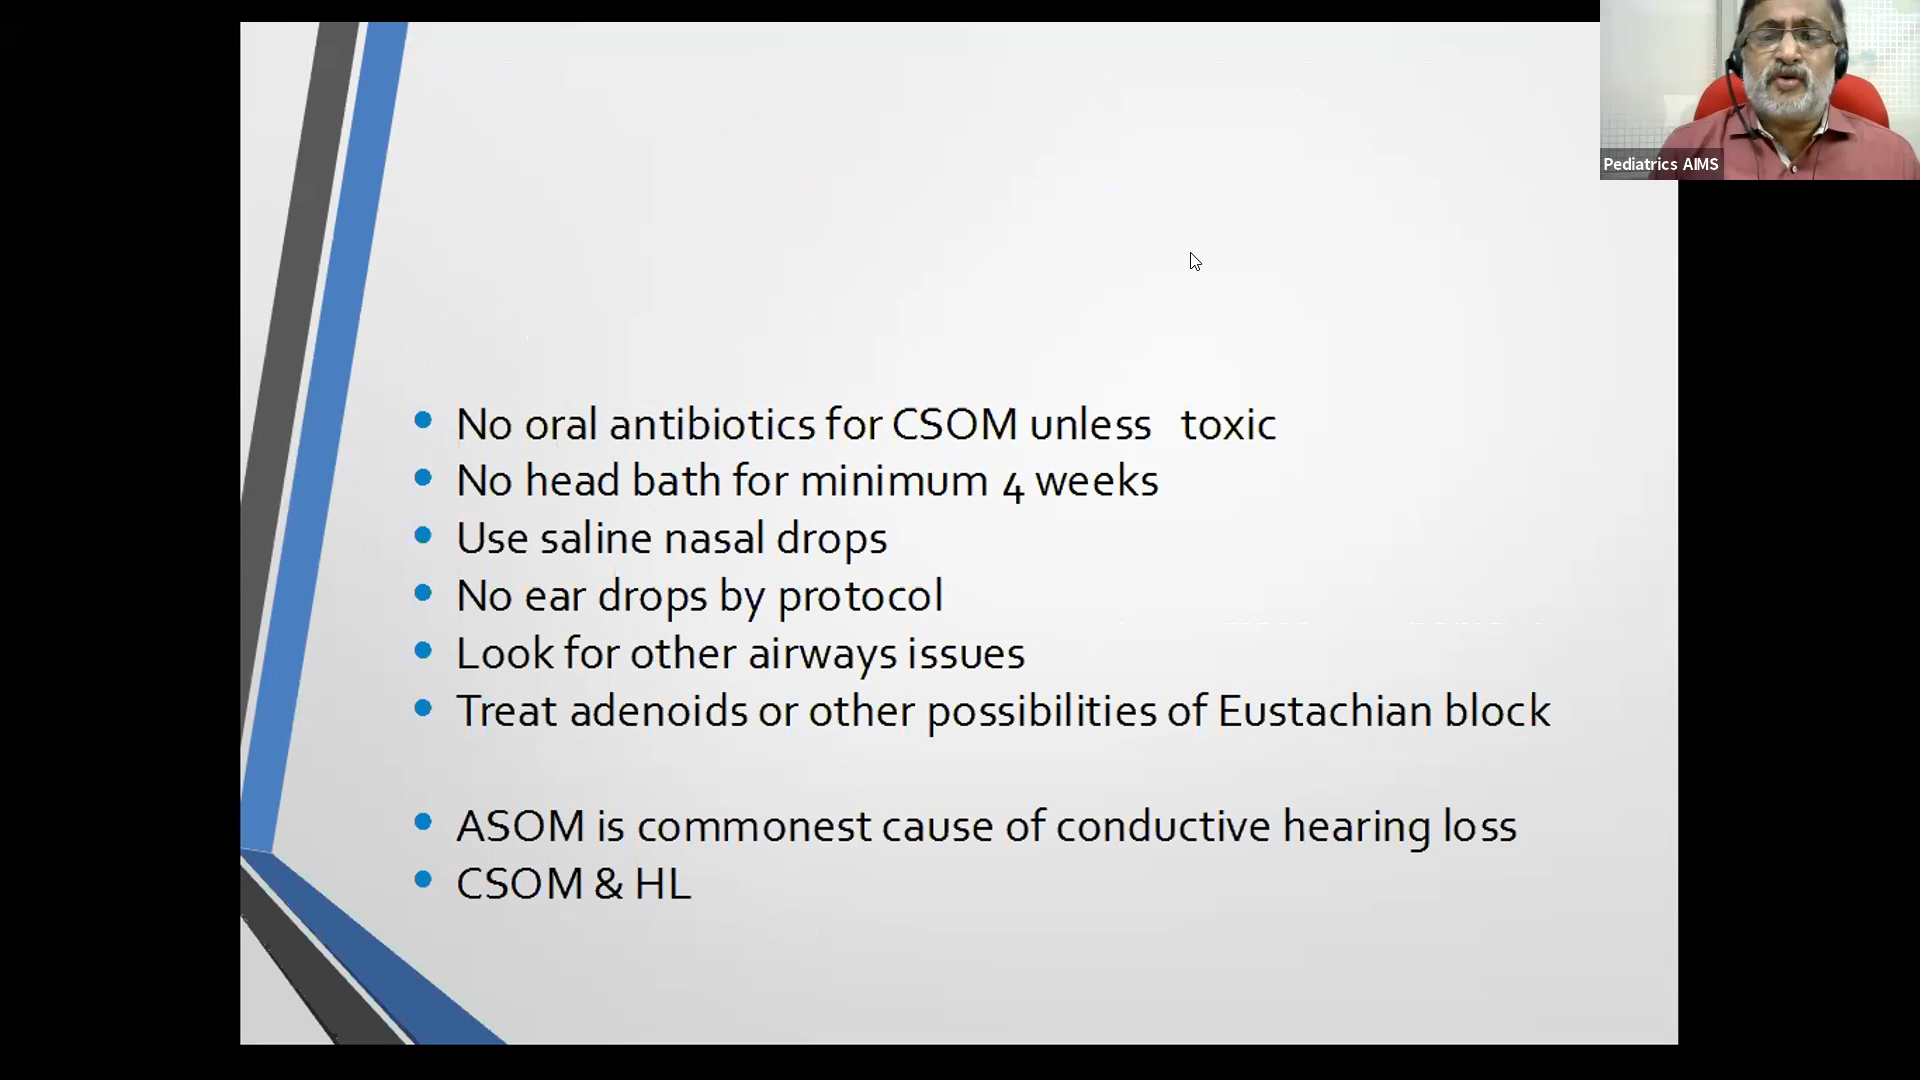 Pediatrics AIMS
No oral antibiotics for CSOM unless toxic
No head bath for minimum 4 weeks
Use saline nasal drops
No ear drops by protocol
Look for other airways issues
Treat adenoids or other possibilities of Eustachian block
ASOM is commonest cause of conductive hearing loss
CSOM & HL